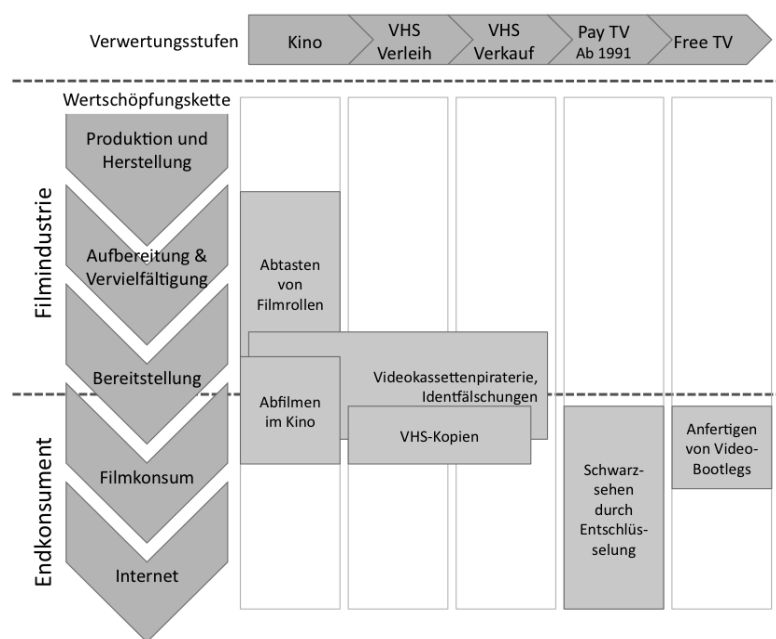 Verwertungsstufen
Kino
VHS
Verleih
VHS
Verkauf
Pay TV
Ab 1991
Free TV
Wertschöpfungskette
Filmindustrie
Produktion und
Herstellung
Aufbereitung &
Vervielfältigung
Bereitstellung
Endkonsument
Filmkonsum
Internet
Abtasten
von
Filmrollen
Videokassettenpiraterie,
Identfälschungen
Abfilmen
im Kino
VHS-Kopien
Schwarz-
sehen
durch
Entschlüs-
selung
Anfertigen
von Video-
Bootlegs